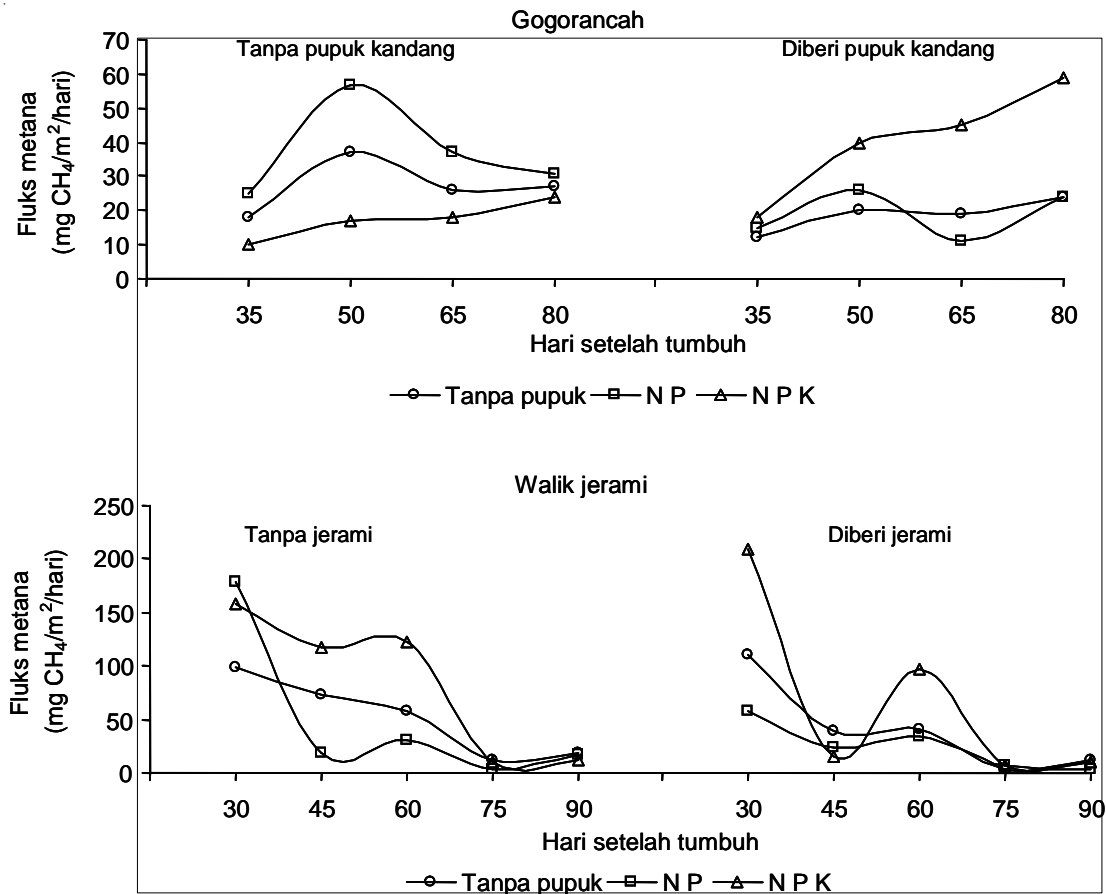 Gogorancah
Tanpa pupuk kandang
Diberi pupuk kandang
Fluks metana
(mg CH₄/m²/hari)
70
60
50
40
30
20
10
0
35 50 65 80 35 50 65 80
Hari setelah tumbuh
Tanpa pupuk N P N P K
Walik jerami
Tanpa jerami
Diberi jerami
Fluks metana
(mg CH₄/m²/hari)
250
200
150
100
50
0
30 45 60 75 90 30 45 60 75 90
Hari setelah tumbuh
Tanpa pupuk N P N P K